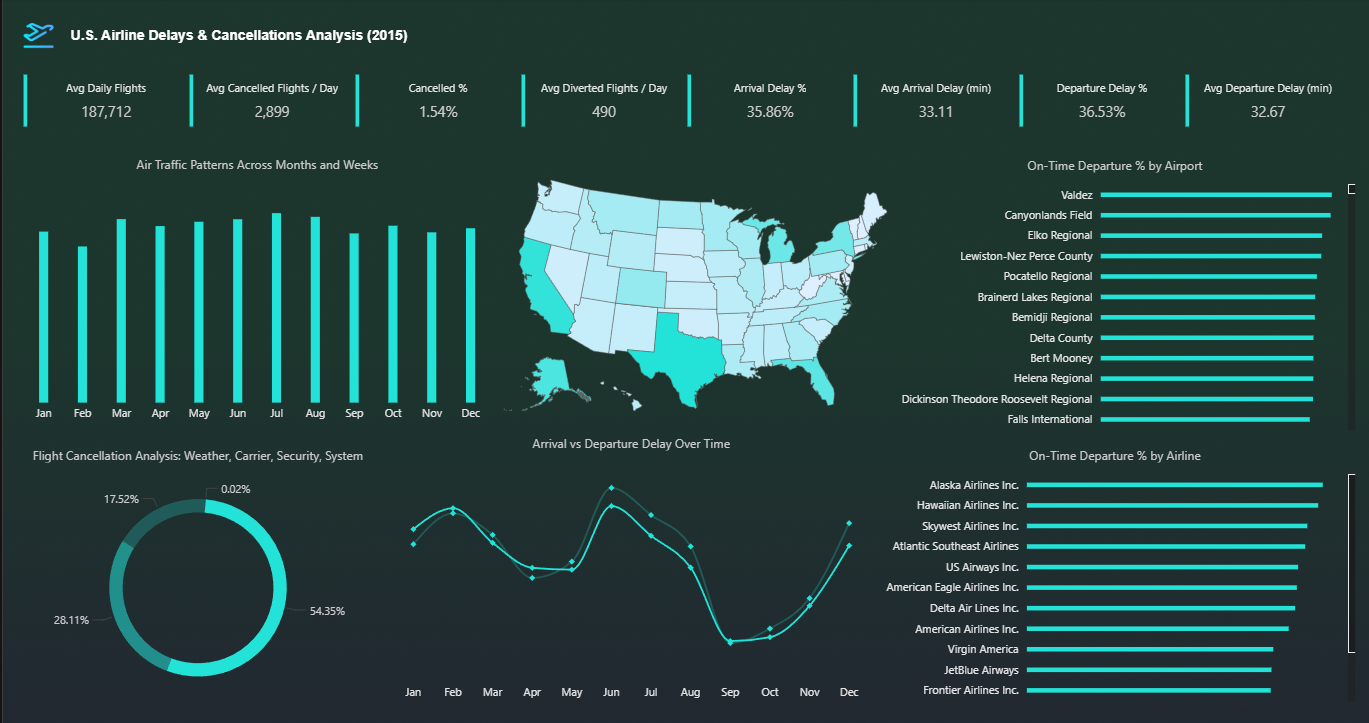 U.S. Airline Delays & Cancellations Analysis (2015)
Avg Daily Flights
187,712
Avg Cancelled Flights / Day
2,899
Cancelled %
1.54%
Avg Diverted Flights / Day
490
Arrival Delay %
35.86%
Avg Arrival Delay (min)
33.11
Departure Delay %
36.53%
Avg Departure Delay (min)
32.67
Air Traffic Patterns Across Months and Weeks
Jan Feb Mar Apr May Jun Jul Aug Sep Oct Nov Dec
On-Time Departure % by Airport
Valdez
Canyonlands Field
Elko Regional
Lewiston-Nez Perce County
Pocatello Regional
Brainerd Lakes Regional
Bemidji Regional
Delta County
Bert Mooney
Helena Regional
Dickinson Theodore Roosevelt Regional
Falls International
Flight Cancellation Analysis: Weather, Carrier, Security, System
0.02%
17.52%
54.35%
28.11%
Arrival vs Departure Delay Over Time
Jan Feb Mar Apr May Jun Jul Aug Sep Oct Nov Dec
On-Time Departure % by Airline
Alaska Airlines Inc.
Hawaiian Airlines Inc.
Skywest Airlines Inc.
Atlantic Southeast Airlines
US Airways Inc.
American Eagle Airlines Inc.
Delta Air Lines Inc.
American Airlines Inc.
Virgin America
JetBlue Airways
Frontier Airlines Inc.